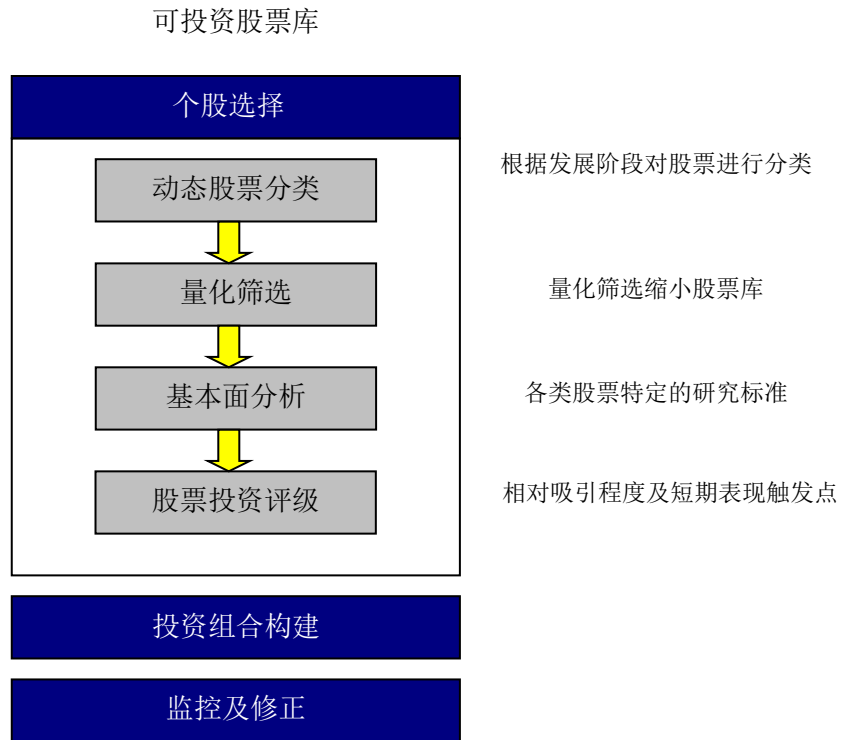 可投资股票库
个股选择
动态股票分类
根据发展阶段对股票进行分类
量化筛选
量化筛选缩小股票库
基本面分析
各类股票特定的研究标准
股票投资评级
相对吸引程度及短期表现触发点
投资组合构建
监控及修正